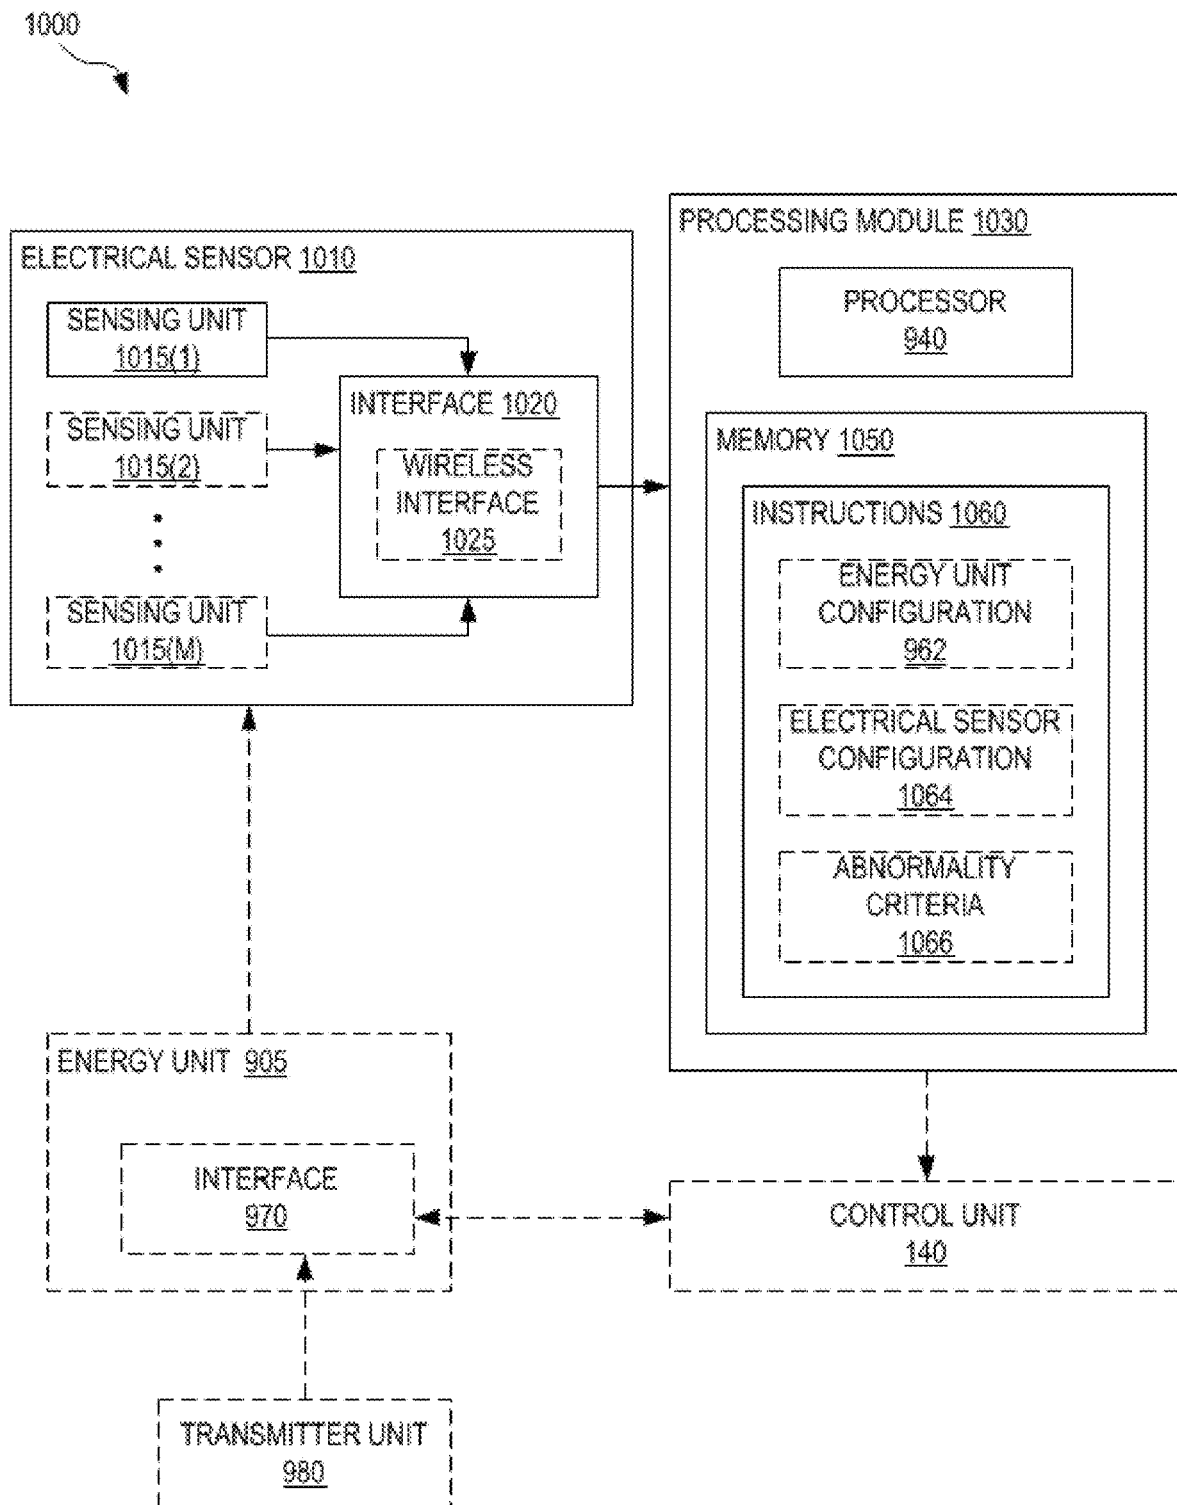 1000
ELECTRICAL SENSOR 1010
SENSING UNIT
1015(1)
SENSING UNIT
1015(2)
SENSING UNIT
1015(M)
INTERFACE 1020
WIRELESS
INTERFACE
1025
PROCESSING MODULE 1030
PROCESSOR
940
MEMORY 1050
INSTRUCTIONS 1060
ENERGY UNIT
CONFIGURATION
962
ELECTRICAL SENSOR
CONFIGURATION
1064
ABNORMALITY
CRITERIA
1066
ENERGY UNIT 905
INTERFACE
970
CONTROL UNIT
140
TRANSMITTER UNIT
980